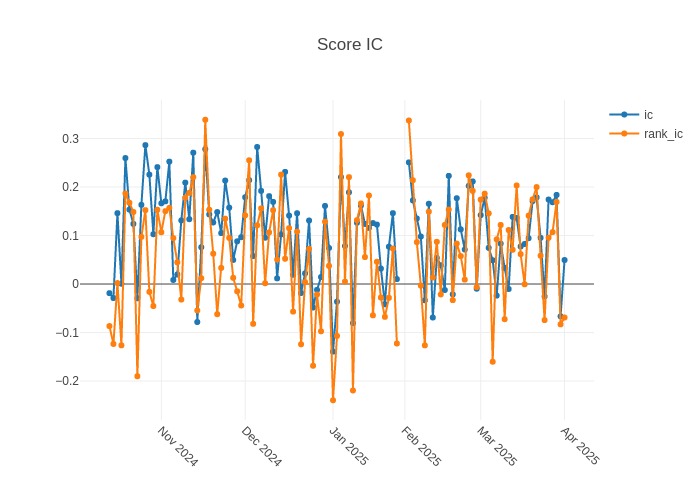 Score IC
ic
rank_ic
0.3
0.2
0.1
0
−0.1
−0.2
Nov 2024
Dec 2024
Jan 2025
Feb 2025
Mar 2025
Apr 2025